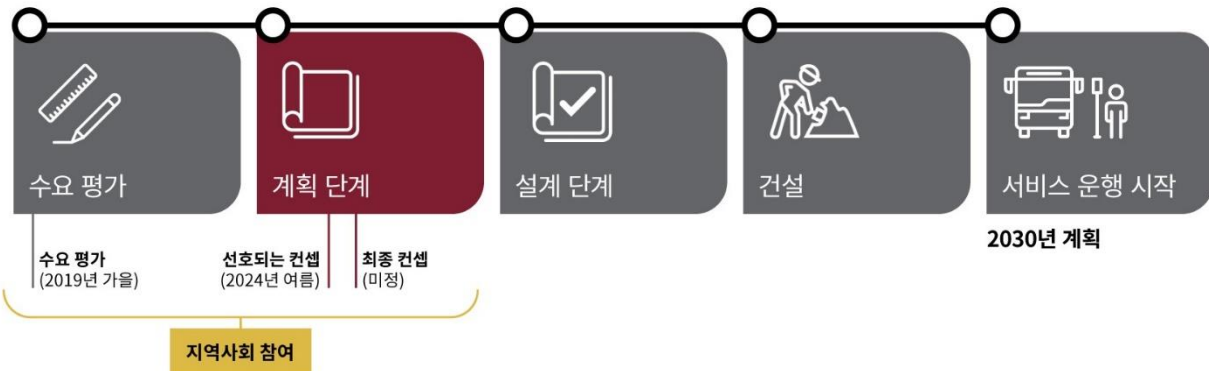 수요 평가
계획 단계
설계 단계
건설
서비스 운행 시작
수요 평가
(2019년 가을)
선호되는 컨셉
(2024년 여름)
최종 컨셉
(미정)
2030년 계획
지역사회 참여